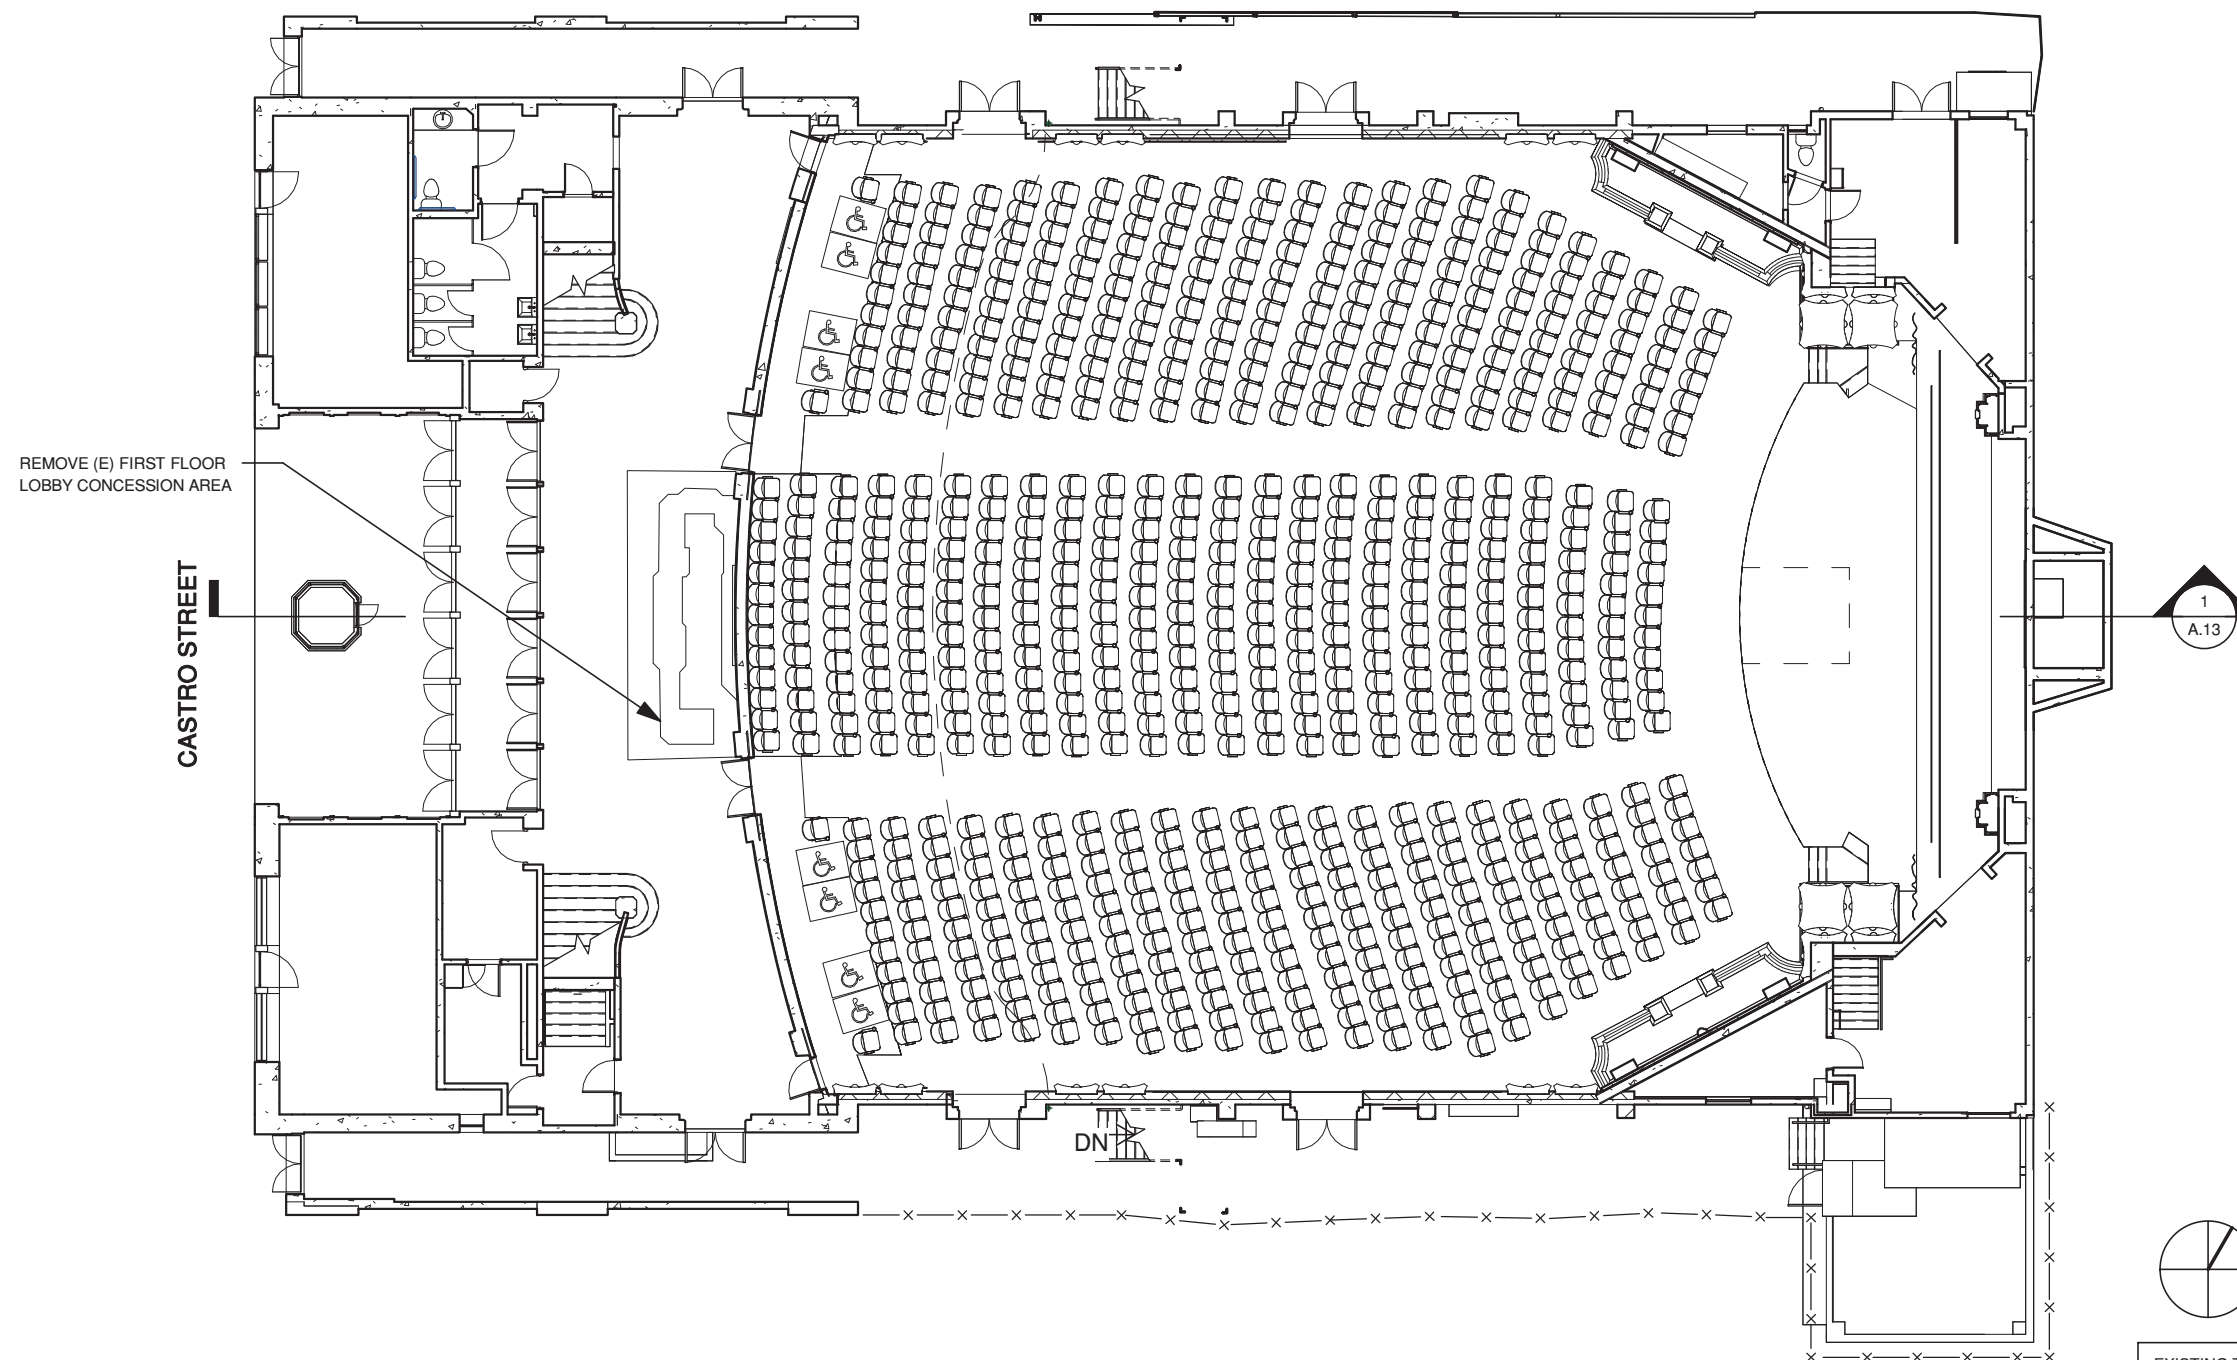 REMOVE (E) FIRST FLOOR
LOBBY CONCESSION AREA
CASTRO STREET
1
A.13
DN